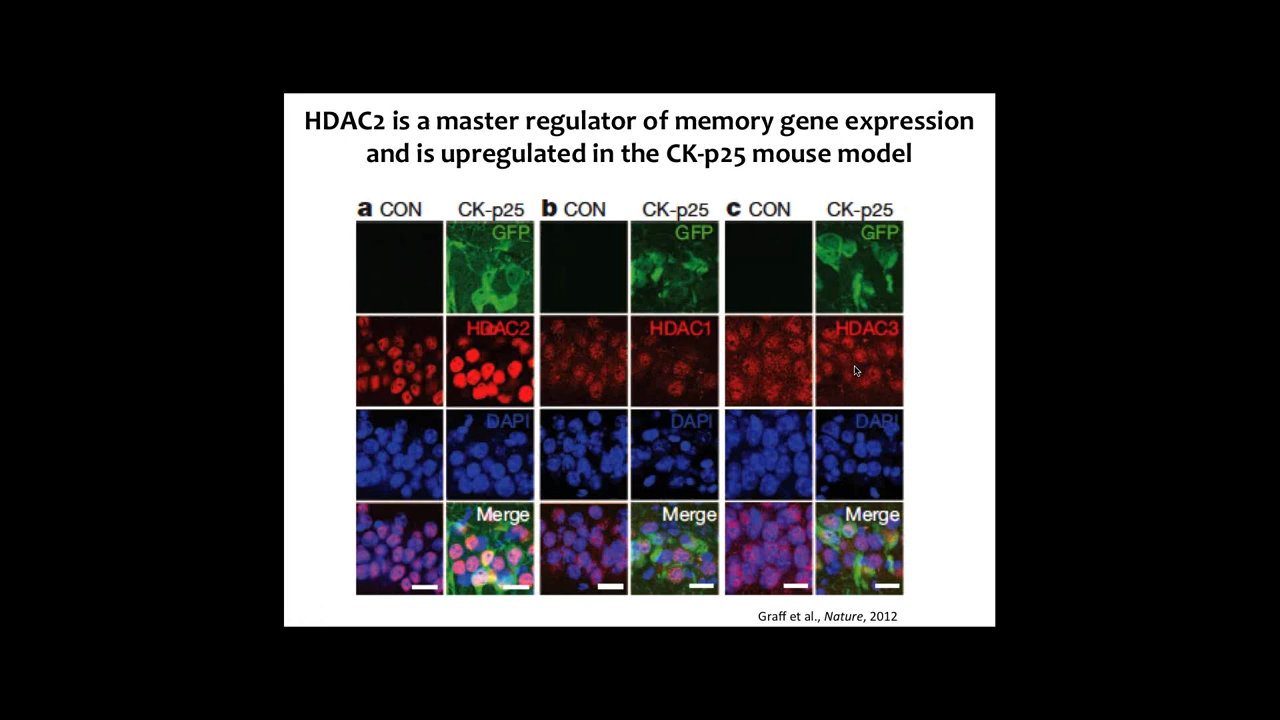 HDAC2 is a master regulator of memory gene expression
and is upregulated in the CK-p25 mouse model
a CON CK-p25 b CON CK-p25 c CON CK-p25
GFP GFP GFP
HDAC2 HDAC1 HDAC3
DAPI DAPI DAPI
Merge Merge Merge
Graff et al., Nature, 2012